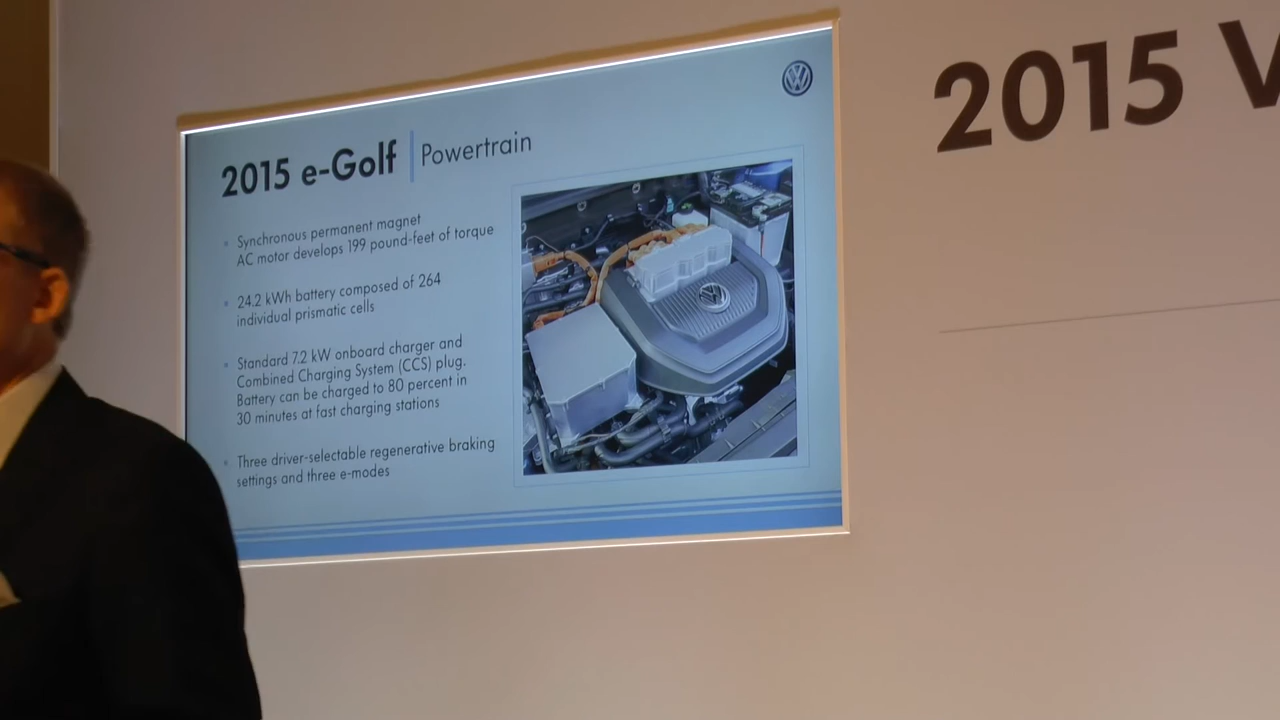 2015 e-Golf | Powertrain
Synchronous permanent magnet
AC motor develops 199 pound-feet of torque
24.2 kWh battery composed of 264
individual prismatic cells
Standard 7.2 kW onboard charger and
Combined Charging System (CCS) plug.
Battery can be charged to 80 percent in
30 minutes at fast charging stations
Three driver-selectable regenerative braking
settings and three e-modes
2015 V